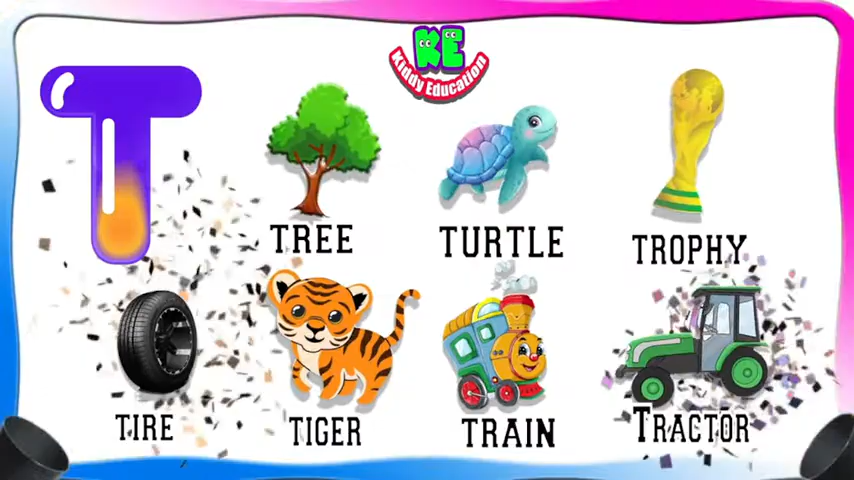 KE
Kiddy Education
T
TREE
TURTLE
TROPHY
TIRE
TIGER
TRAIN
TRACTOR